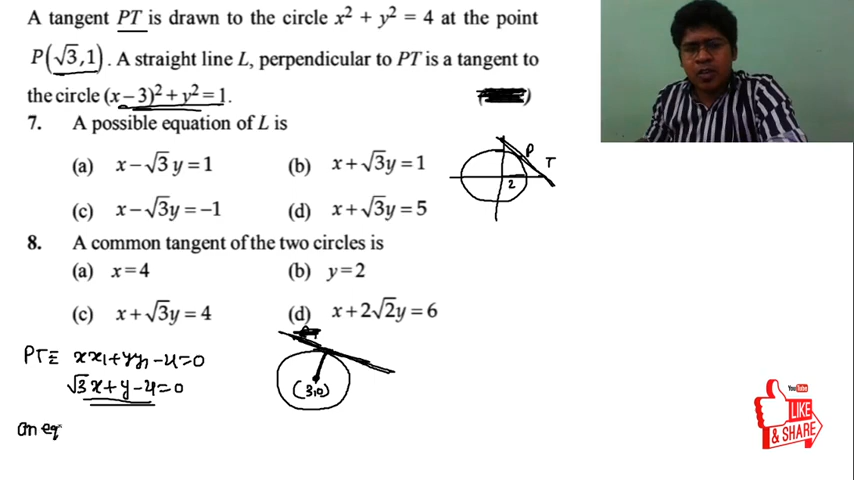 A tangent PT is drawn to the circle x² + y² = 4 at the point
P(√3,1). A straight line L, perpendicular to PT is a tangent to
the circle (x – 3)² + y² = 1.
7. A possible equation of L is
(a) x – √3 y = 1 (b) x + √3y = 1
(c) x – √3y = –1 (d) x + √3y = 5
8. A common tangent of the two circles is
(a) x = 4 (b) y = 2
(c) x + √3y = 4 (d) x + 2√2y = 6
P
T
2
PT ≡ xx₁+yy₁-4=0
√3x+y-4=0
(3,0)
an eq
YouTube
LIKE
& SHARE